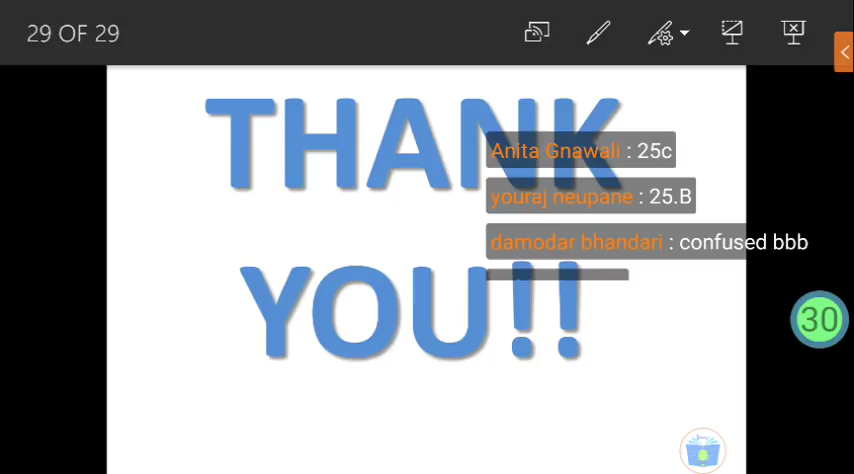 29 OF 29
THANK
Anita Gnawali : 25c
youraj neupane : 25.B
damodar bhandari : confused bbb
YOU!!
30